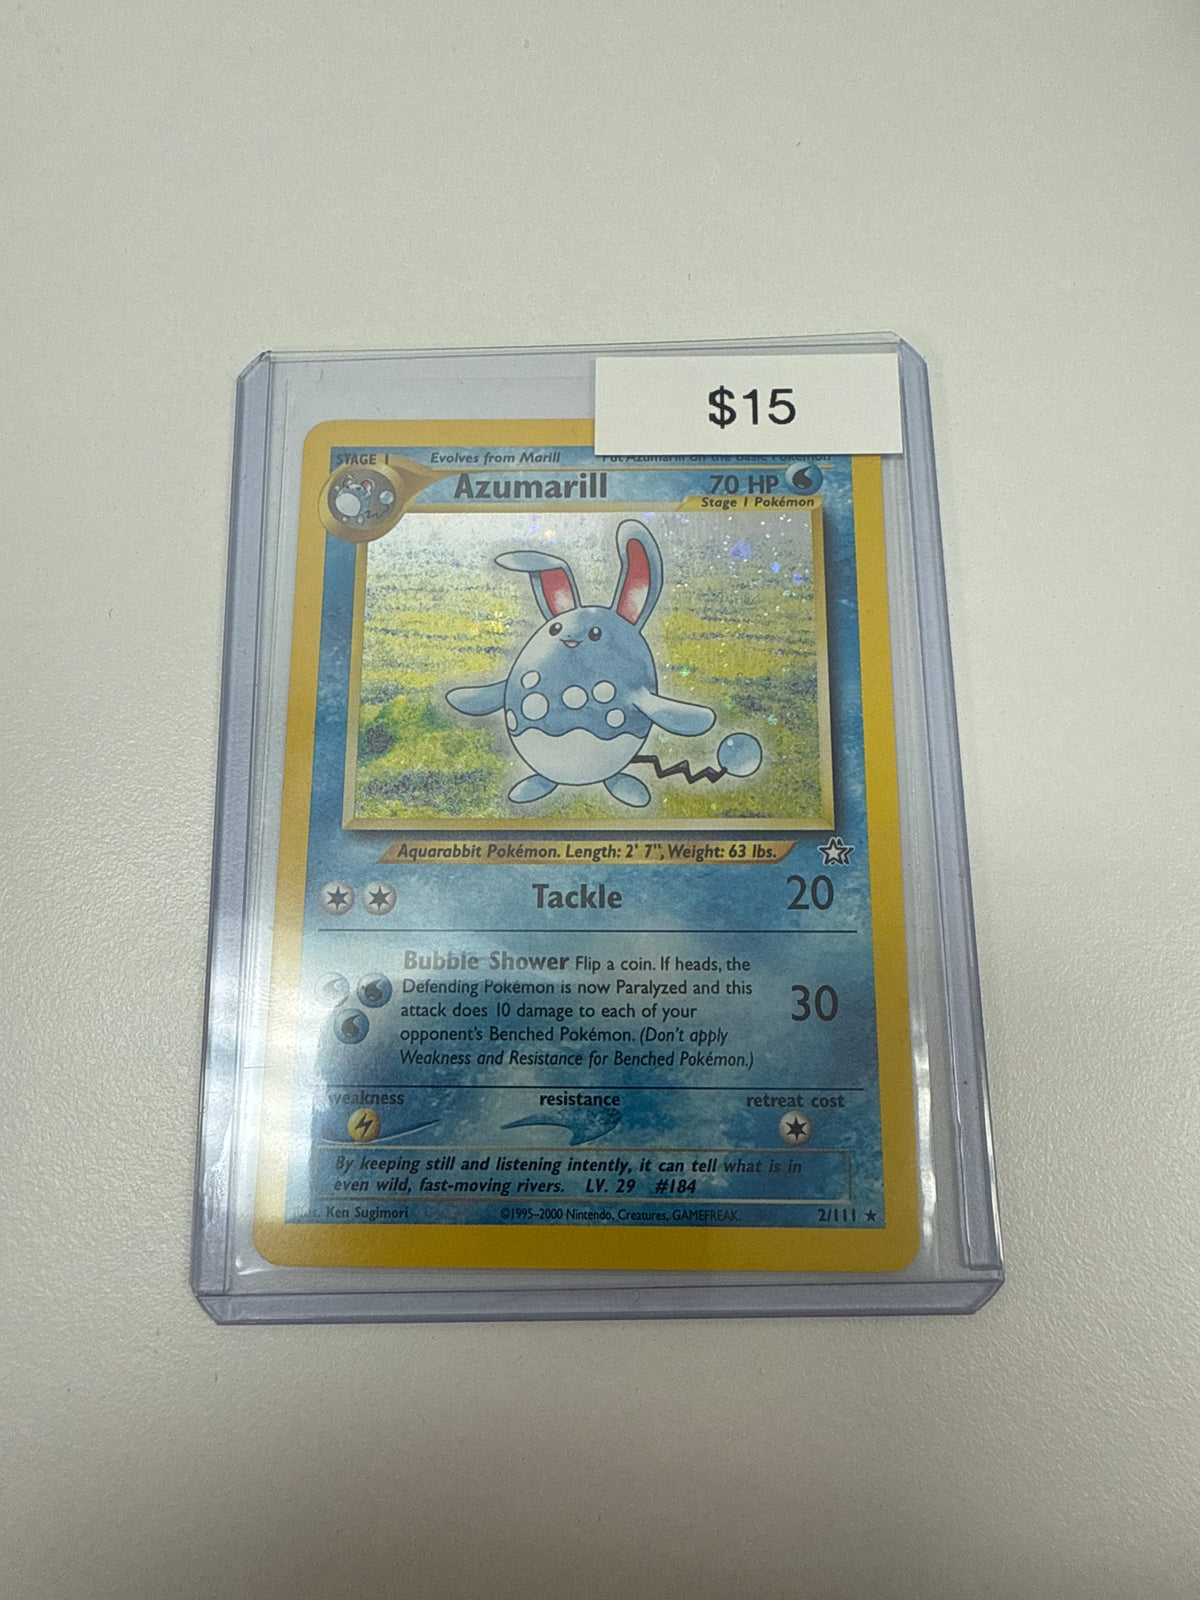 $15
STAGE 1
Evolves from Marill
Put Azumarill on the Basic Pokémon
Azumarill
70 HP
Stage 1 Pokémon
Aquarabbit Pokémon. Length: 2' 7", Weight: 63 lbs.
Tackle
20
Bubble Shower Flip a coin. If heads, the
Defending Pokémon is now Paralyzed and this
attack does 10 damage to each of your
opponent's Benched Pokémon. (Don't apply
Weakness and Resistance for Benched Pokémon.)
30
weakness
resistance
retreat cost
By keeping still and listening intently, it can tell what is in
even wild, fast-moving rivers. LV. 29 #184
Illus. Ken Sugimori
©1995-2000 Nintendo, Creatures, GAMEFREAK.
2/111